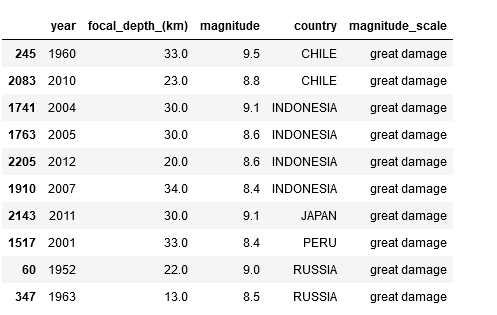 year focal_depth_(km) magnitude country magnitude_scale
245 1960 33.0 9.5 CHILE great damage
2083 2010 23.0 8.8 CHILE great damage
1741 2004 30.0 9.1 INDONESIA great damage
1763 2005 30.0 8.6 INDONESIA great damage
2205 2012 20.0 8.6 INDONESIA great damage
1910 2007 34.0 8.4 INDONESIA great damage
2143 2011 30.0 9.1 JAPAN great damage
1517 2001 33.0 8.4 PERU great damage
60 1952 22.0 9.0 RUSSIA great damage
347 1963 13.0 8.5 RUSSIA great damage